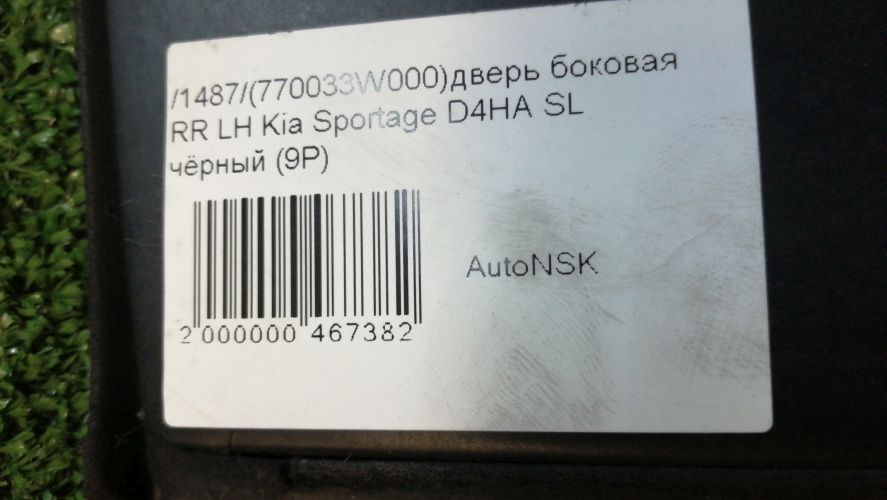 /1487/(770033W000)дверь боковая
RR LH Kia Sportage D4HA SL
чёрный (9P)
AutoNSK
2 000000 467382